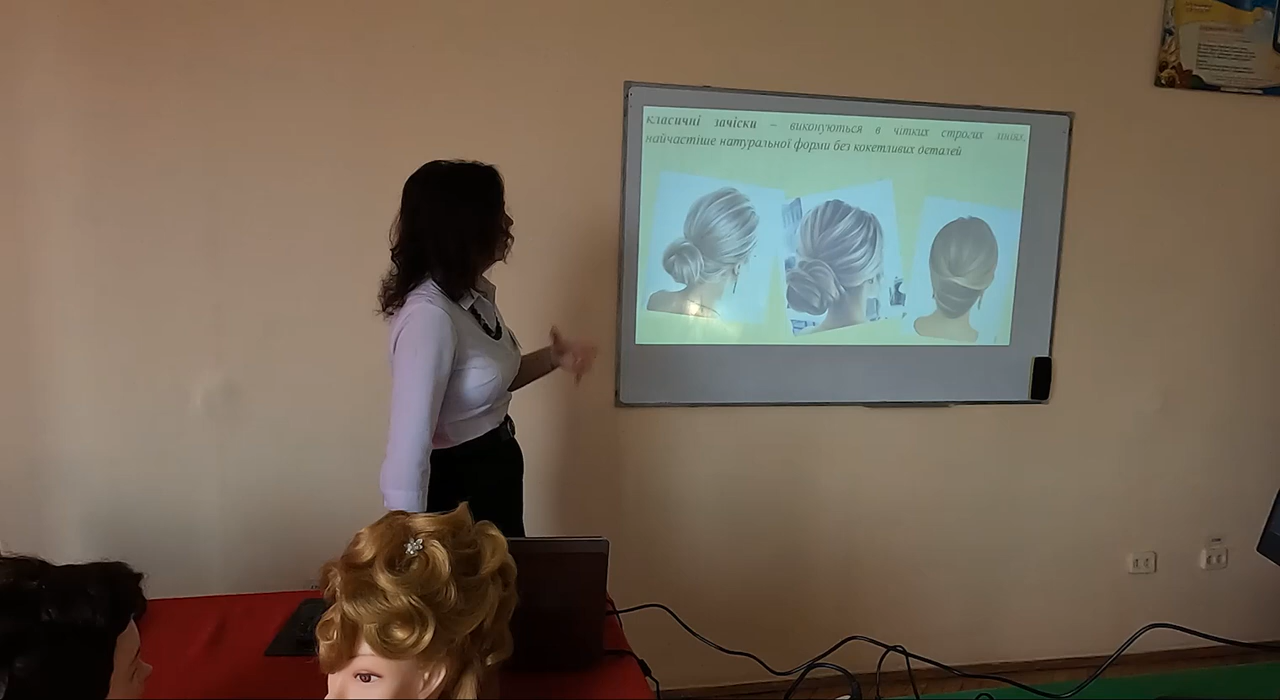 класичні зачіски – виконуються в чітких строгих лініях,
найчастіше натуральної форми без кокетливих деталей